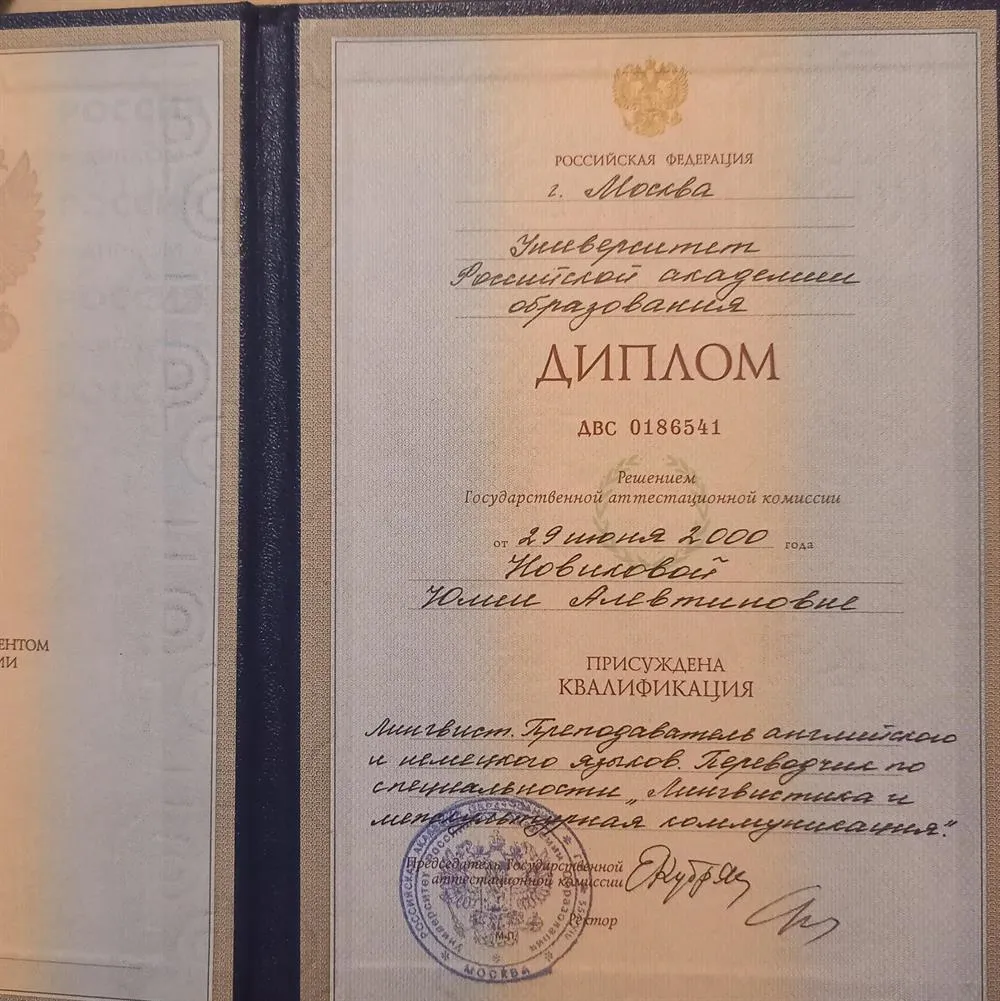 ЕНТОМ
ИИ
РОССИЙСКАЯ ФЕДЕРАЦИЯ
г. Москва
Университет
Российской академии
образования
ДИПЛОМ
ДВС 0186541
Решением
Государственной аттестационной комиссии
от 29 июня 2000 года
Новиковой
Юлии Алевтиновне
ПРИСУЖДЕНА
КВАЛИФИКАЦИЯ
Лингвист. Преподаватель английского
и немецкого языков. Переводчик по
специальности „Лингвистика и
межкультурная коммуникация."
Председатель Государственной
аттестационной комиссии
Ректор
М.П.
МОСКВА